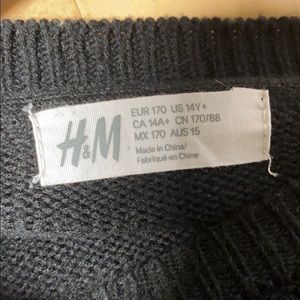 H&M
EUR 170 US 14Y+
CA 14A+ CN 170/88
MX 170 AUS 15
Made in China/
Fabriqué en Chine